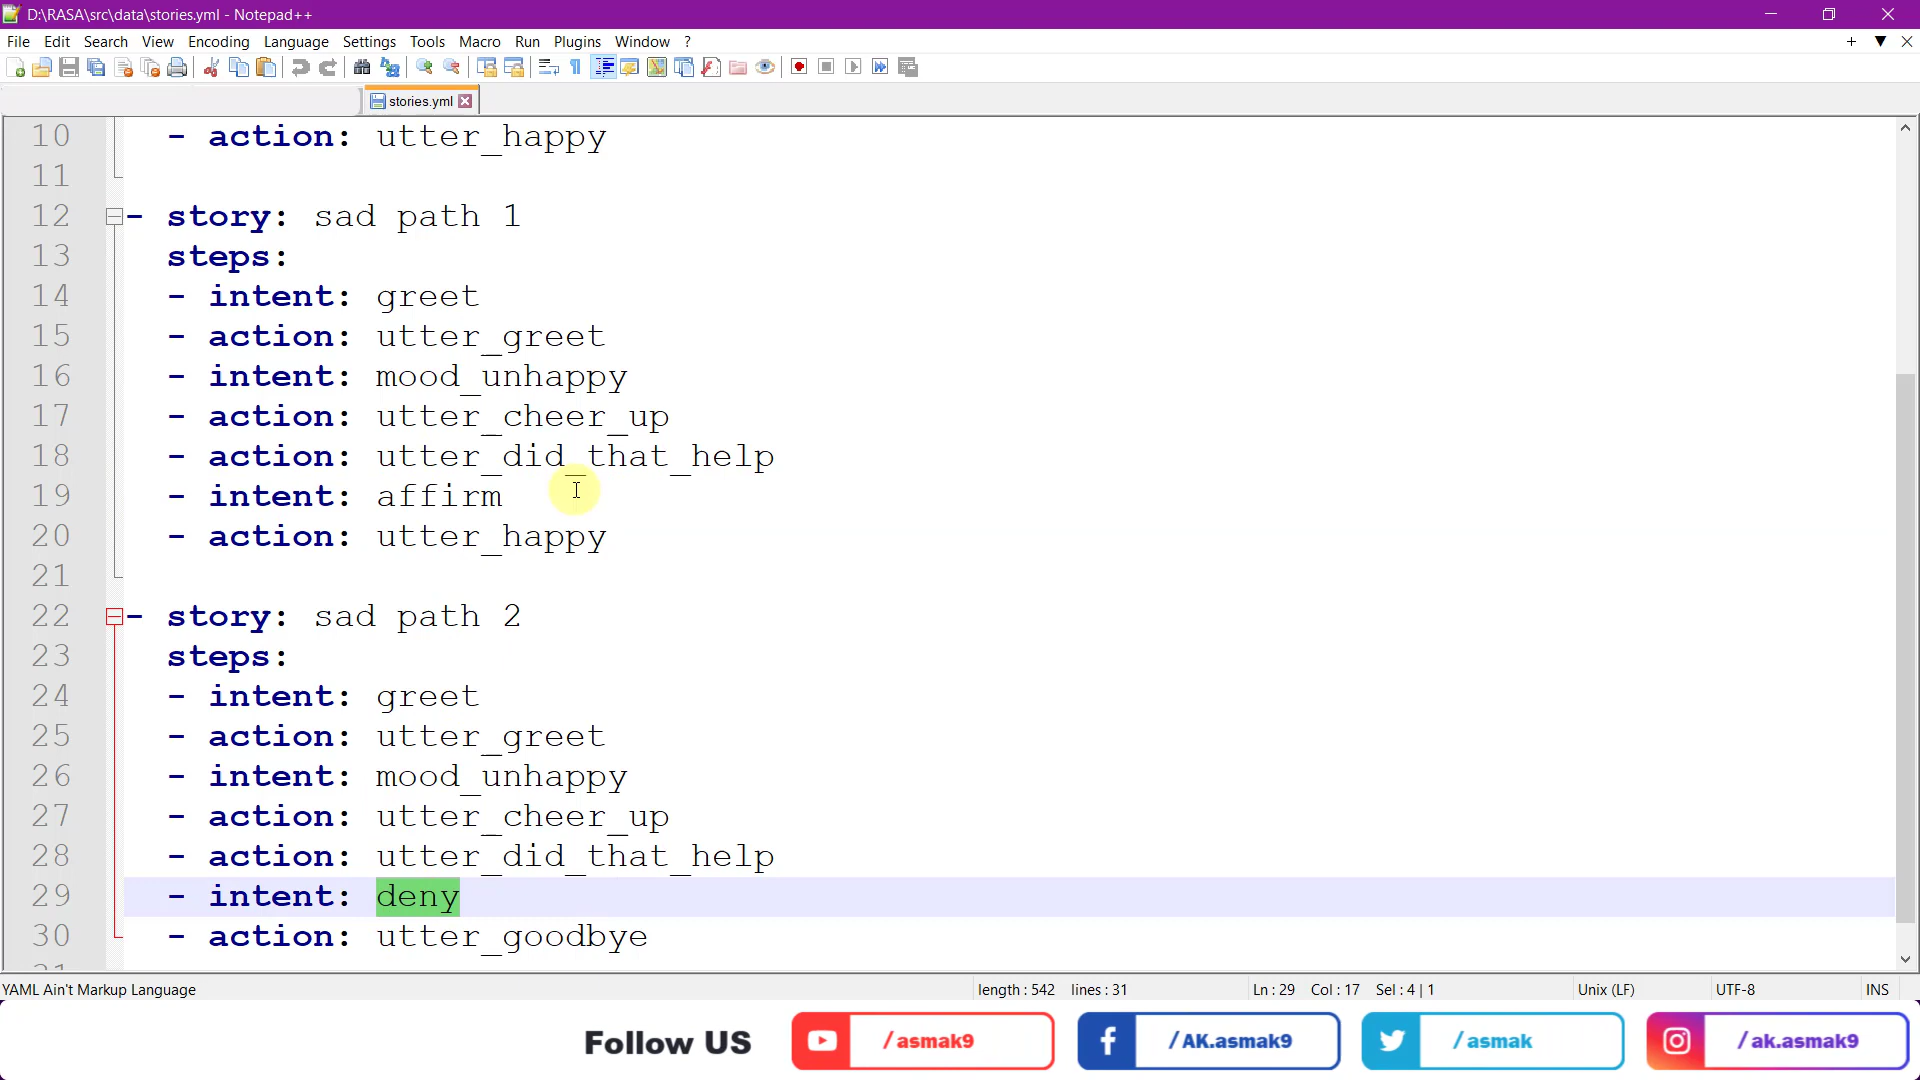 D:\RASA\src\data\stories.yml - Notepad++
File Edit Search View Encoding Language Settings Tools Macro Run Plugins Window ?
stories.yml
10 - action: utter_happy
11
12 - story: sad path 1
13 steps:
14 - intent: greet
15 - action: utter_greet
16 - intent: mood_unhappy
17 - action: utter_cheer_up
18 - action: utter_did_that_help
19 - intent: affirm
20 - action: utter_happy
21
22 - story: sad path 2
23 steps:
24 - intent: greet
25 - action: utter_greet
26 - intent: mood_unhappy
27 - action: utter_cheer_up
28 - action: utter_did_that_help
29 - intent: deny
30 - action: utter_goodbye
31
YAML Ain't Markup Language length : 542 lines : 31 Ln : 29 Col : 17 Sel : 4 | 1 Unix (LF) UTF-8 INS
Follow US /asmak9 /AK.asmak9 /asmak /ak.asmak9